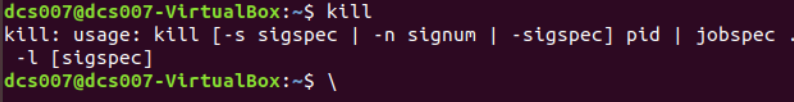 dcs007@dcs007-VirtualBox:~$ kill
kill: usage: kill [-s sigspec | -n signum | -sigspec] pid | jobspec .
 -l [sigspec]
dcs007@dcs007-VirtualBox:~$ \